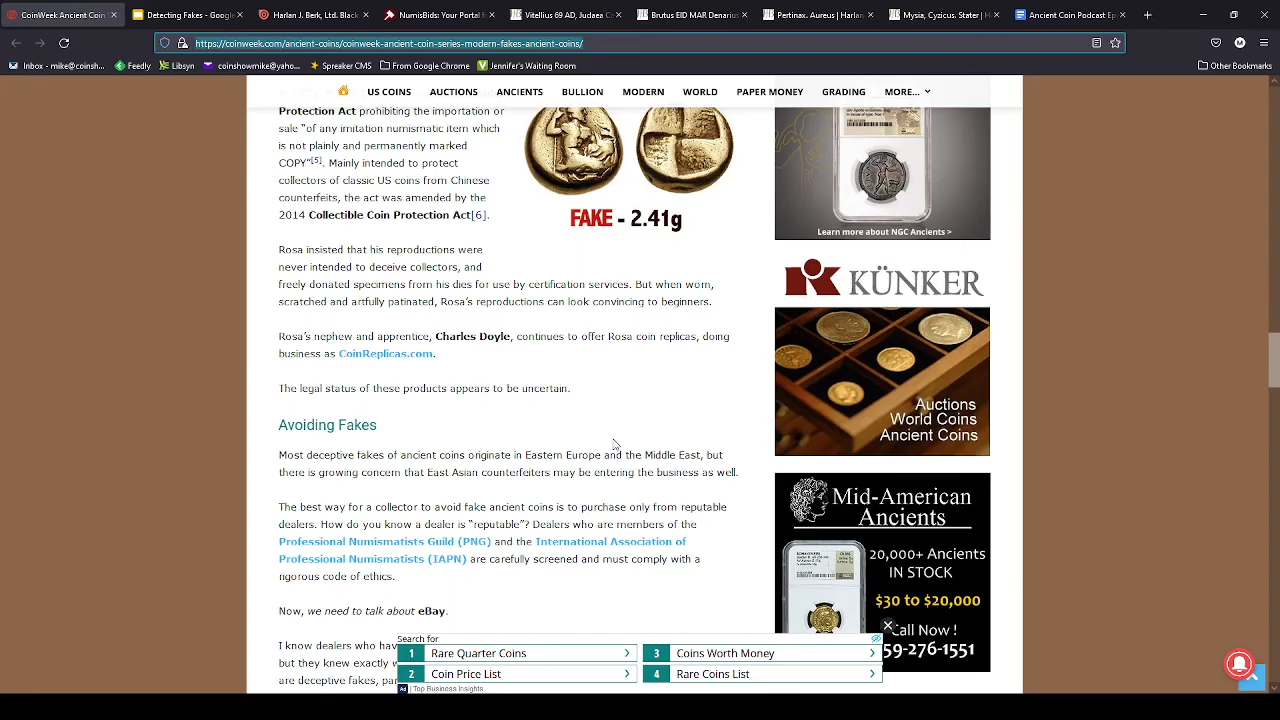 CoinWeek Ancient Coin S
Detecting Fakes - Google
Harlan J. Berk, Ltd. Black
NumisBids: Your Portal f
Vitellius 69 AD, Judaea C
Brutus EID MAR Denarius
Pertinax. Auc | Harlan
Mysia, Cyzicus. Stater | H
Ancient Coin Podcast Epi
https://coinweek.com/ancient-coins/coinweek-ancient-coin-series-modern-fakes-ancient-coins/
Inbox - mike@coinsh...
Feedly
Libsyn
coinshowmike@yaho...
Spreaker CMS
From Google Chrome
Jennifer's Waiting Room
Other Bookmarks
US COINS
AUCTIONS
ANCIENTS
BULLION
MODERN
WORLD
PAPER MONEY
GRADING
MORE...
Protection Act prohibiting the importation or
sale “of any imitation numismatic item which
is not plainly and permanently marked
COPY”[5]. Mainly intended to protect
collectors of classic US coins from Chinese
counterfeits, the act was amended by the
2014 Collectible Coin Protection Act[6].
FAKE - 2.41g
Rosa insisted that his reproductions were
never intended to deceive collectors, and
freely donated specimens from his dies for use by certification services. But when worn,
scratched and artfully patinated, Rosa’s reproductions can look convincing to beginners.
Rosa’s nephew and apprentice, Charles Doyle, continues to offer Rosa coin replicas, doing
business as CoinReplicas.com.
The legal status of these products appears to be uncertain.
Avoiding Fakes
Most deceptive fakes of ancient coins originate in Eastern Europe and the Middle East, but
there is growing concern that East Asian counterfeiters may be entering the business as well.
The best way for a collector to avoid fake ancient coins is to purchase only from reputable
dealers. How do you know a dealer is “reputable”? Dealers who are members of the
Professional Numismatists Guild (PNG) and the International Association of
Professional Numismatists (IAPN) are carefully screened and must comply with a
rigorous code of ethics.
Now, we need to talk about eBay.
I know dealers who hav
but they knew exactly w
are deceptive fakes, par
Learn more about NGC Ancients >
KÜNKER
Auctions
World Coins
Ancient Coins
Mid-American
Ancients
20,000+ Ancients
IN STOCK
$30 to $20,000
Call Now !
59-276-1551
Search for
1 Rare Quarter Coins
3 Coins Worth Money
2 Coin Price List
4 Rare Coins List
Ad | Top Business Insights